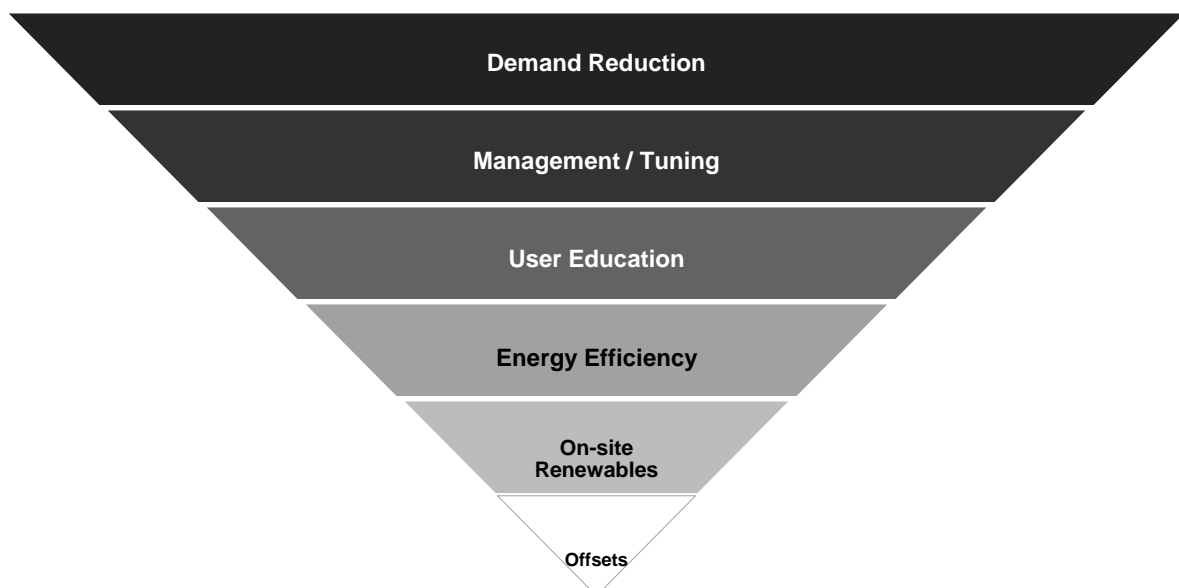 Demand Reduction
Management / Tuning
User Education
Energy Efficiency
On-site
Renewables
Offsets